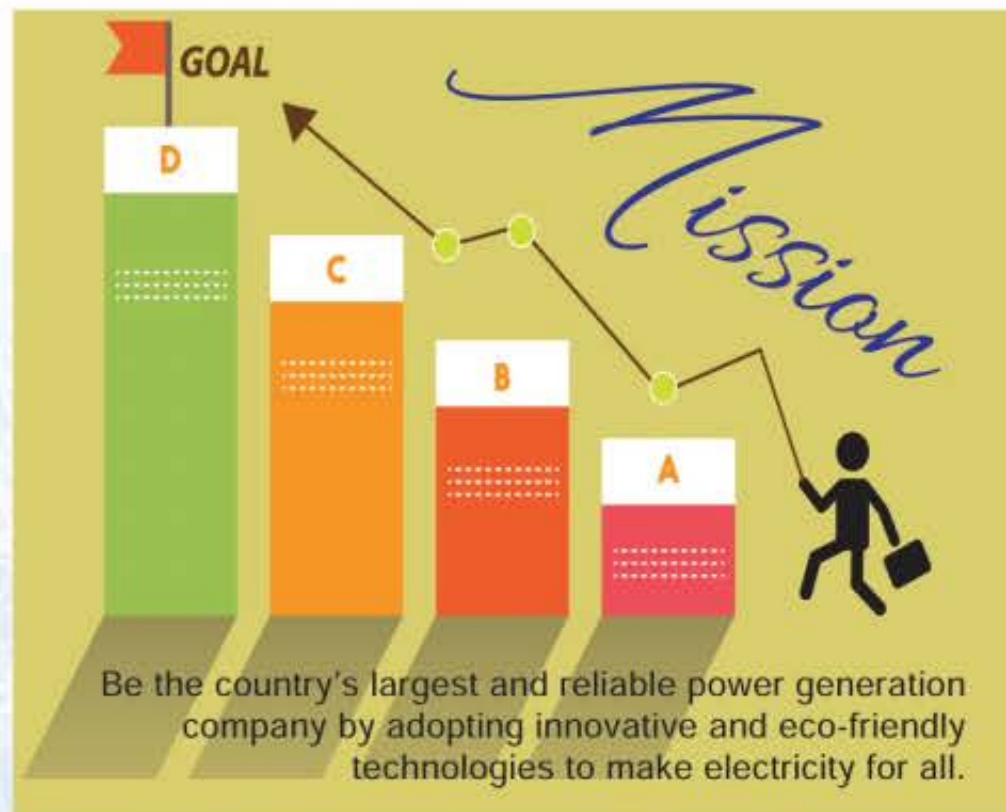 GOAL
Mission
D
C
B
A
Be the country's largest and reliable power generation
company by adopting innovative and eco-friendly
technologies to make electricity for all.